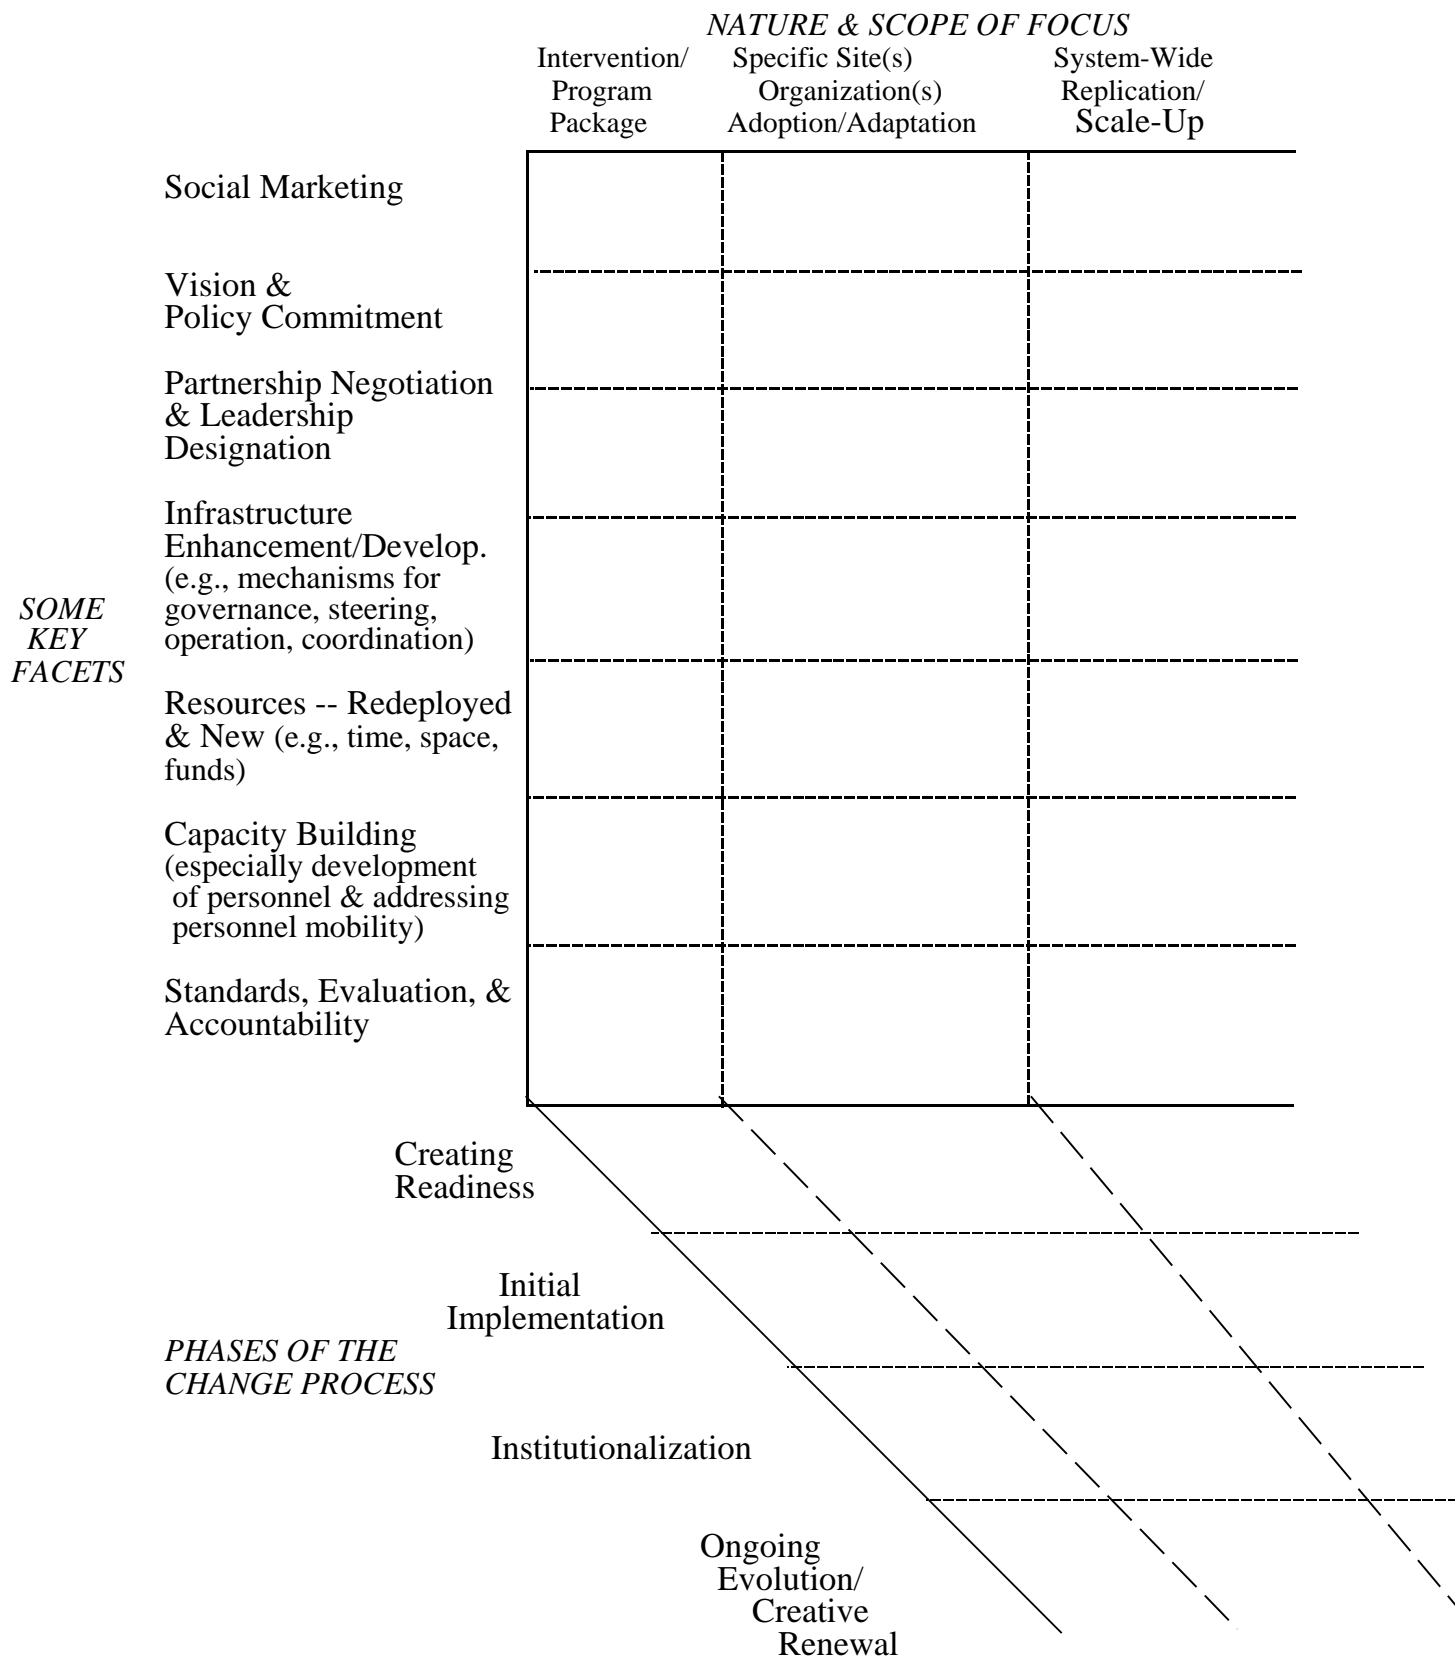 NATURE & SCOPE OF FOCUS
Intervention/
Program
Package
Specific Site(s)
Organization(s)
Adoption/Adaptation
System-Wide
Replication/
Scale-Up
SOME
KEY
FACETS
Social Marketing
Vision &
Policy Commitment
Partnership Negotiation
& Leadership
Designation
Infrastructure
Enhancement/Develop.
(e.g., mechanisms for
governance, steering,
operation, coordination)
Resources -- Redeployed
& New (e.g., time, space,
funds)
Capacity Building
(especially development
of personnel & addressing
personnel mobility)
Standards, Evaluation, &
Accountability
PHASES OF THE
CHANGE PROCESS
Creating
Readiness
Initial
Implementation
Institutionalization
Ongoing
Evolution/
Creative
Renewal